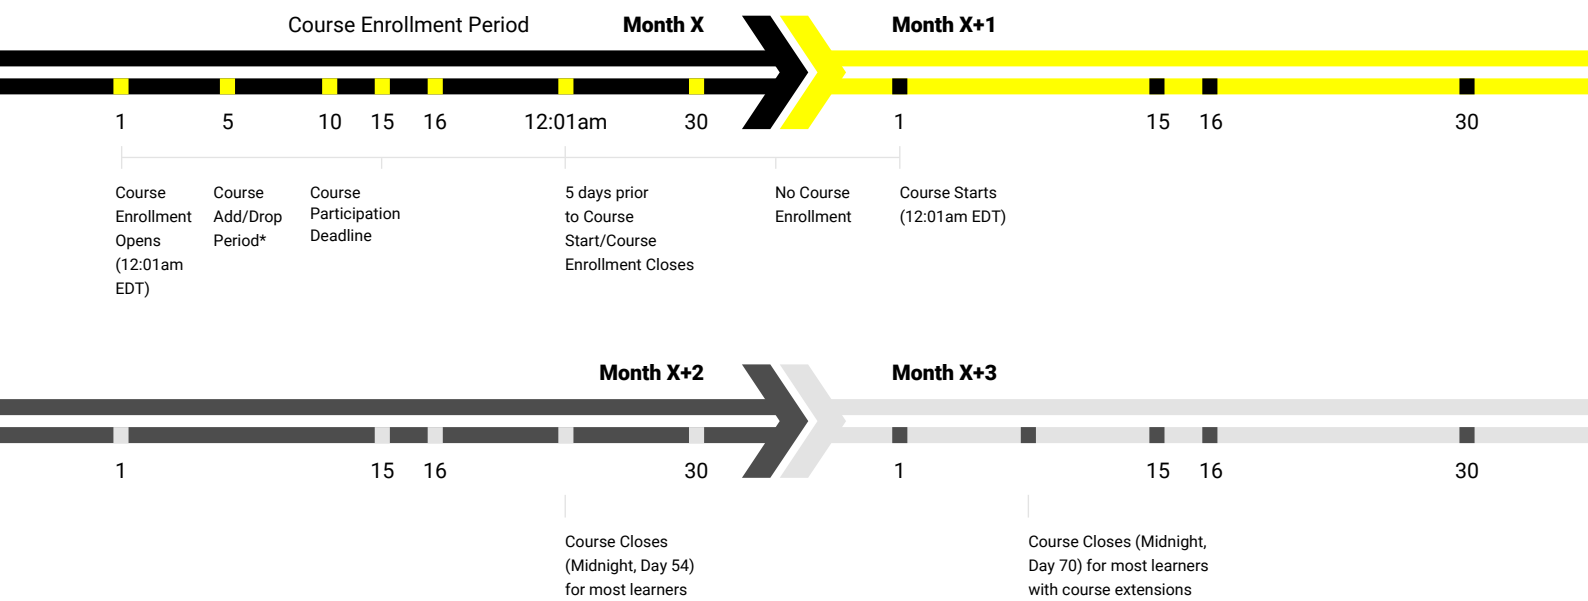 Course Enrollment Period
Month X
Month X+1
1 5 10 15 16 12:01am 30 1 15 16 30
Course
Enrollment
Opens
(12:01am
EDT)
Course
Add/Drop
Period*
Course
Participation
Deadline
5 days prior
to Course
Start/Course
Enrollment Closes
No Course
Enrollment
Course Starts
(12:01am EDT)
Month X+2
Month X+3
1 15 16 30 1 15 16 30
Course Closes
(Midnight, Day 54)
for most learners
Course Closes (Midnight,
Day 70) for most learners
with course extensions